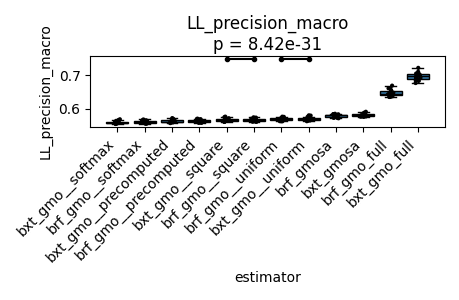 LL_precision_macro
p = 8.42e-31
LL_precision_macro
0.7
0.6
bxt_gmo__softmax
brf_gmo__softmax
bxt_gmo__precomputed
brf_gmo__precomputed
bxt_gmo__square
brf_gmo__square
brf_gmo__uniform
bxt_gmo__uniform
brf_gmosa
bxt_gmosa
brf_gmo_full
bxt_gmo_full
estimator